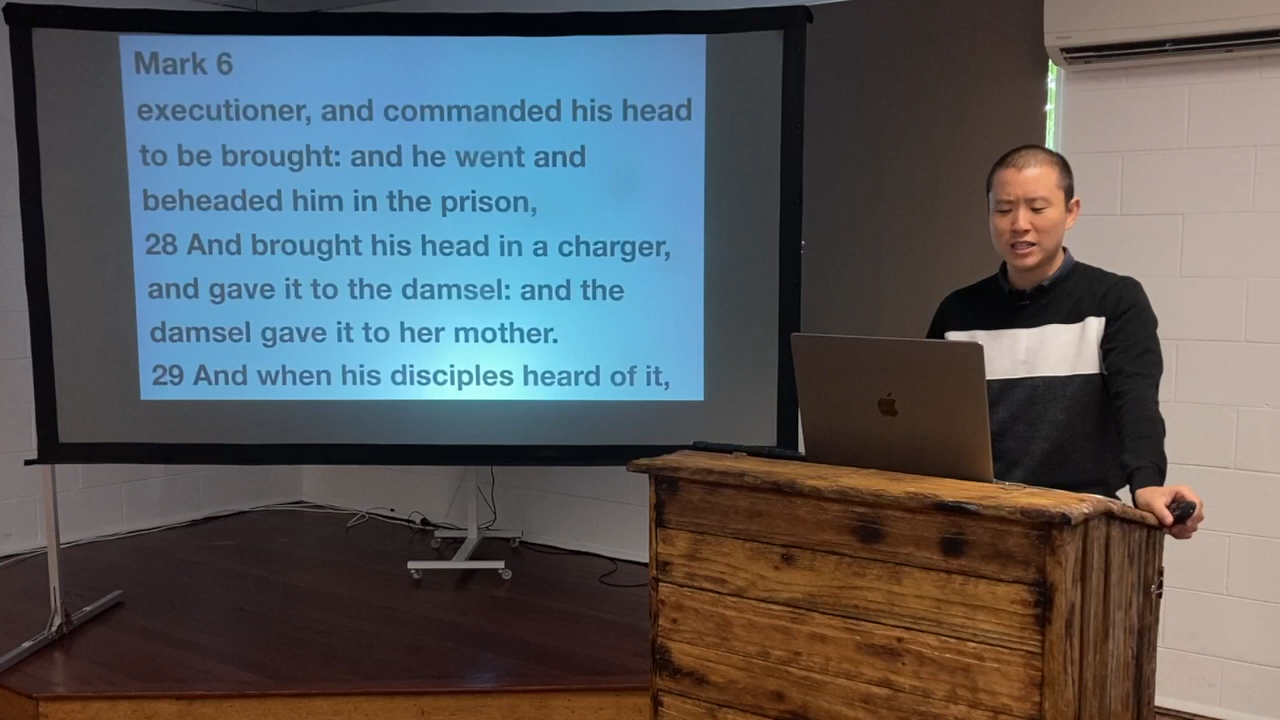 Mark 6
executioner, and commanded his head
to be brought: and he went and
beheaded him in the prison,
28 And brought his head in a charger,
and gave it to the damsel: and the
damsel gave it to her mother.
29 And when his disciples heard of it,